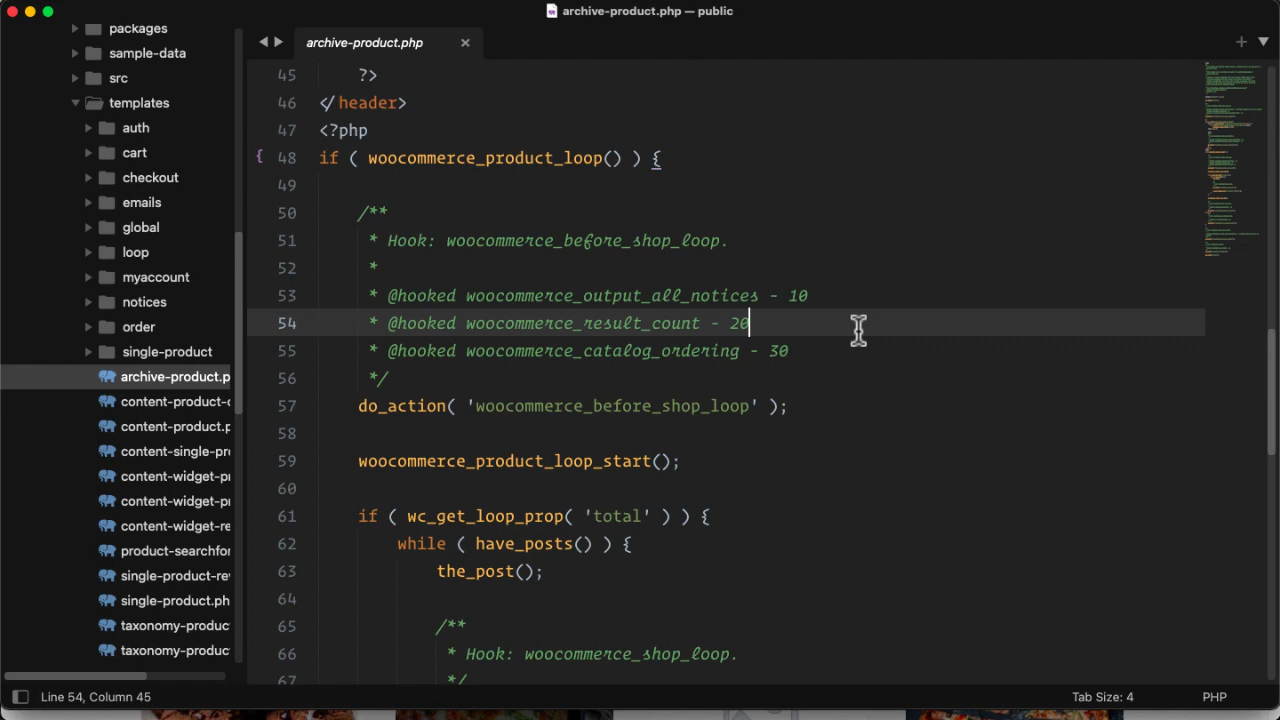 archive-product.php — public
packages
sample-data
src
templates
auth
cart
checkout
emails
global
loop
myaccount
notices
order
single-product
archive-product.p
content-product-c
content-product.p
content-single-pr
content-widget-pr
content-widget-pr
content-widget-re
product-searchfor
single-product-re
single-product.ph
taxonomy-produc
taxonomy-produc
archive-product.php
45 ?>
46 </header>
47 <?php
{ 48 if ( woocommerce_product_loop() ) {
49
50 /**
51 * Hook: woocommerce_before_shop_loop.
52 *
53 * @hooked woocommerce_output_all_notices - 10
54 * @hooked woocommerce_result_count - 20
55 * @hooked woocommerce_catalog_ordering - 30
56 */
57 do_action( 'woocommerce_before_shop_loop' );
58
59 woocommerce_product_loop_start();
60
61 if ( wc_get_loop_prop( 'total' ) ) {
62 while ( have_posts() ) {
63 the_post();
64
65 /**
66 * Hook: woocommerce_shop_loop.
67 */
Line 54, Column 45
Tab Size: 4
PHP